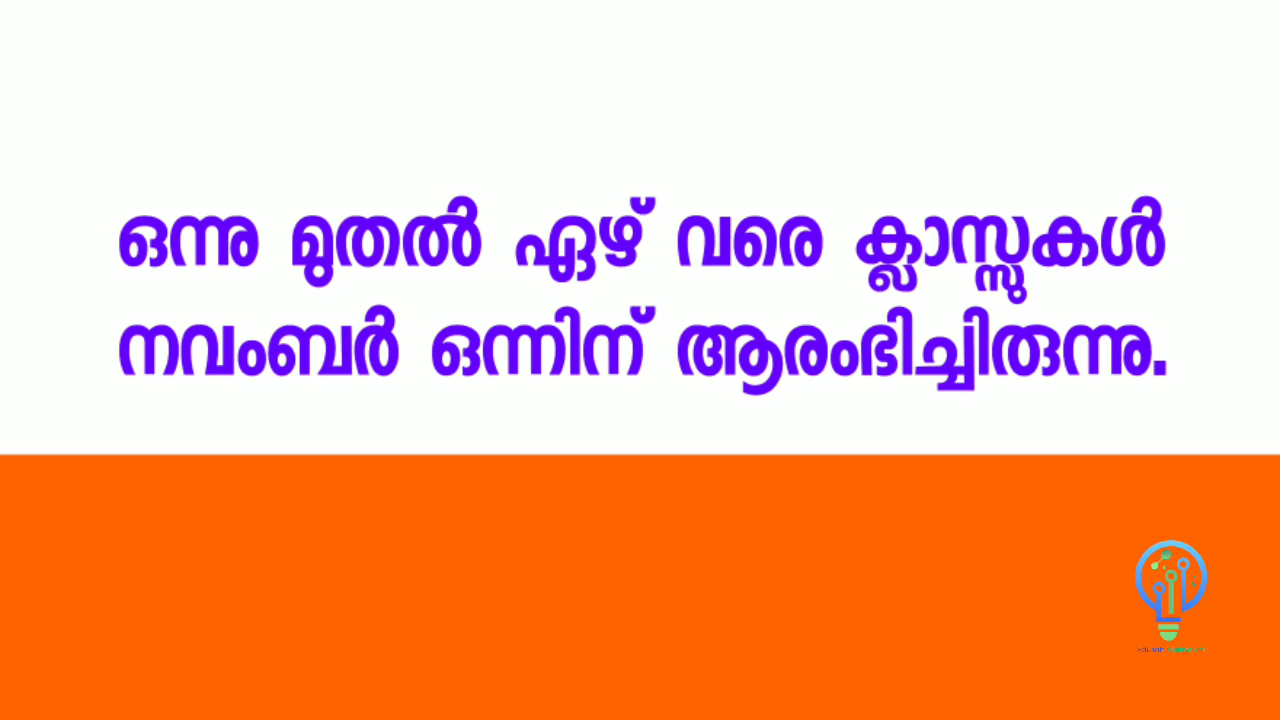 ഒന്നു മുതൽ ഏഴ് വരെ ക്ലാസ്സുകൾ
നവംബർ ഒന്നിന് ആരംഭിച്ചിരുന്നു.